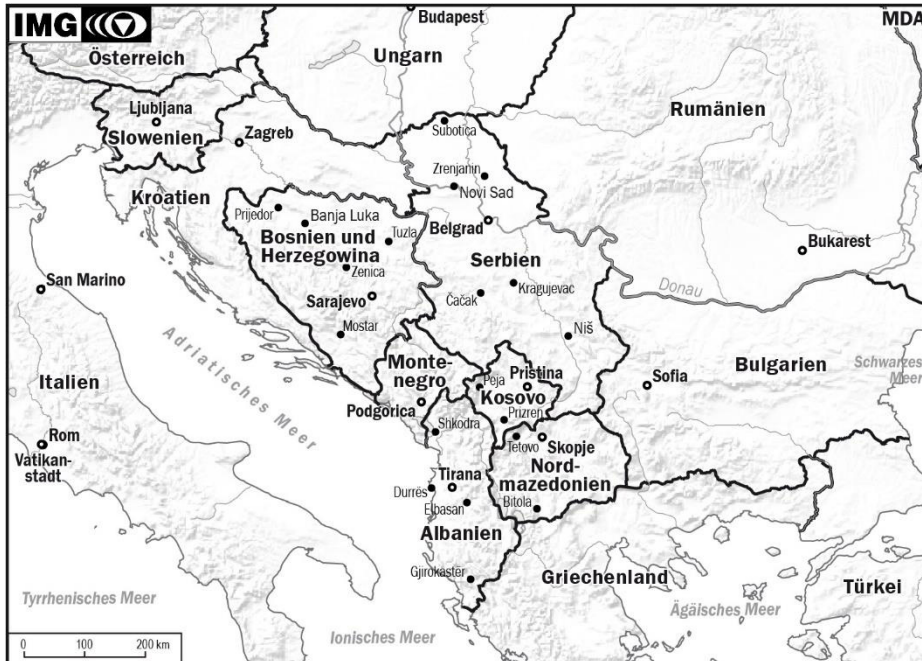 IMG
Budapest
MDA
Österreich
Ungarn
Ljubljana
Slowenien
Zagreb
Rumänien
Subotica
Zrenjanin
Novi Sad
Kroatien
Prijedor
Banja Luka
Belgrad
Bosnien und
Herzegowina
Tuzla
Bukarest
Serbien
Zenica
San Marino
Sarajevo
Čačak
Kragujevac
Donau
Mostar
Niš
Adriatisches Meer
Monte-
negro
Pristina
Peja
Kosovo
Sofia
Bulgarien
Schwarzes
Meer
Italien
Podgorica
Prizren
Shkodra
Rom
Vatikan-
stadt
Tetovo
Skopje
Nord-
mazedonien
Tirana
Durrës
Elbasan
Bitola
Albanien
Gjirokastër
Griechenland
Türkei
Tyrrhenisches Meer
Ägäisches Meer
Ionisches Meer
0 100 200 km